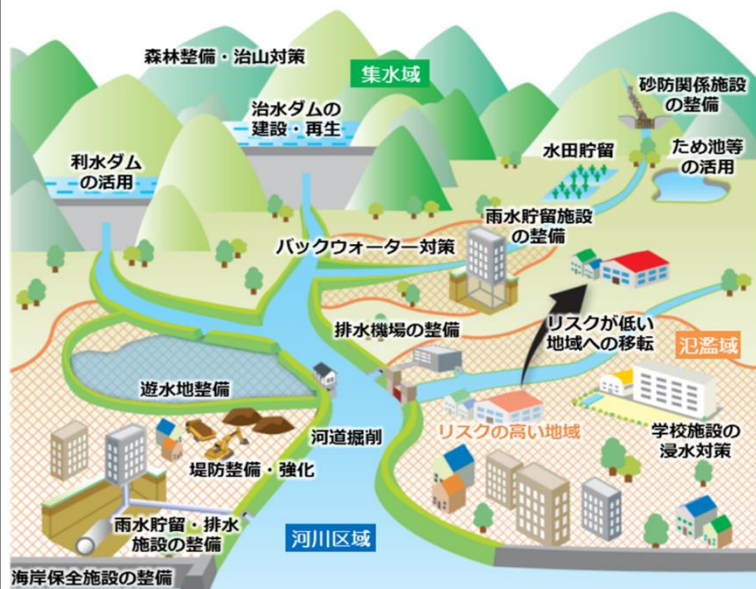 森林整備・治山対策
集水域
砂防関係施設
の整備
治水ダムの
建設・再生
水田貯留
ため池等
の活用
利水ダム
の活用
雨水貯留施設
の整備
バックウォーター対策
排水機場の整備
リスクが低い
地域への移転
氾濫域
遊水地整備
河道掘削
リスクの高い地域
学校施設の
浸水対策
堤防整備・強化
雨水貯留・排水
施設の整備
河川区域
海岸保全施設の整備